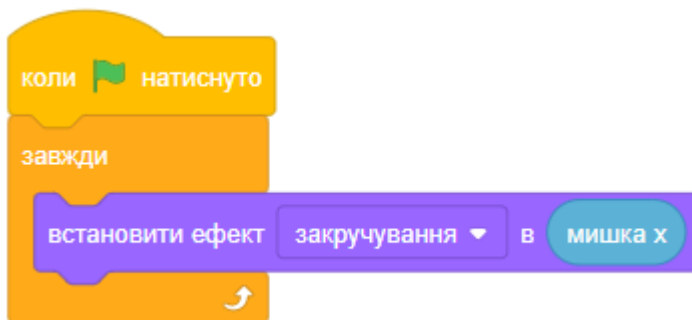 коли натиснуто
завжди
встановити ефект закручування в мишка x